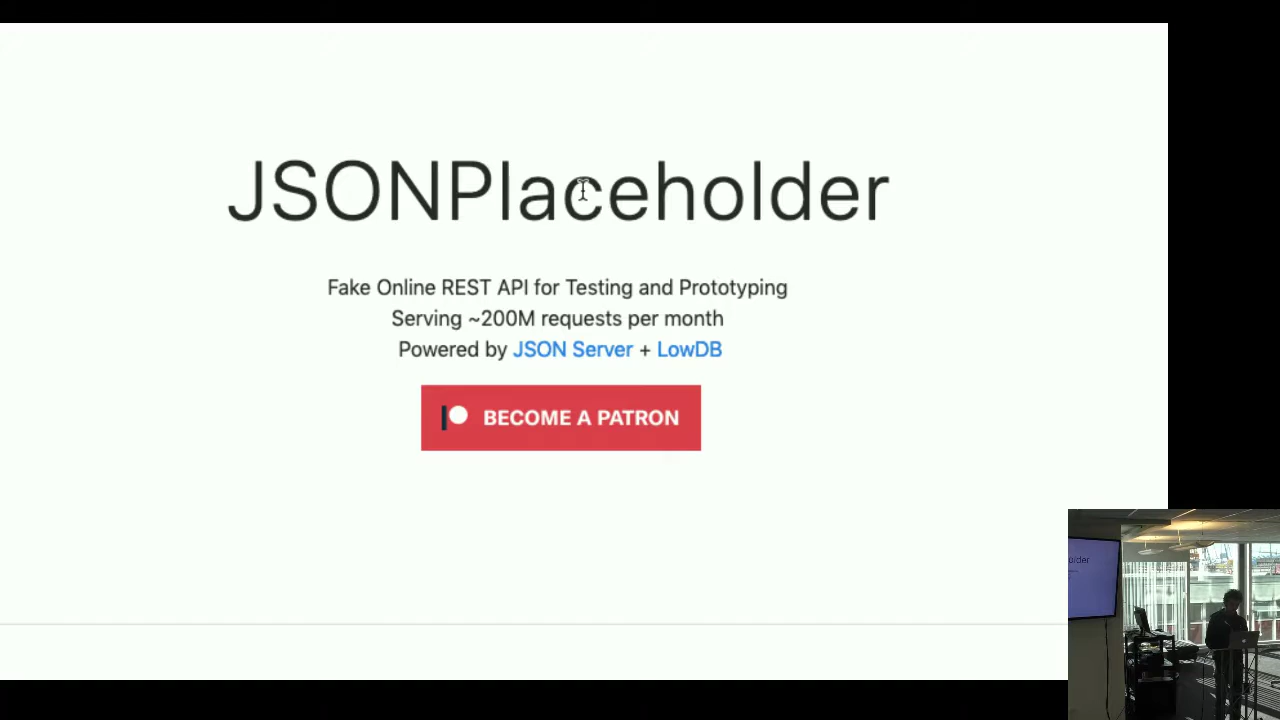 JSONPlaceholder
Fake Online REST API for Testing and Prototyping
Serving ~200M requests per month
Powered by JSON Server + LowDB
BECOME A PATRON
older